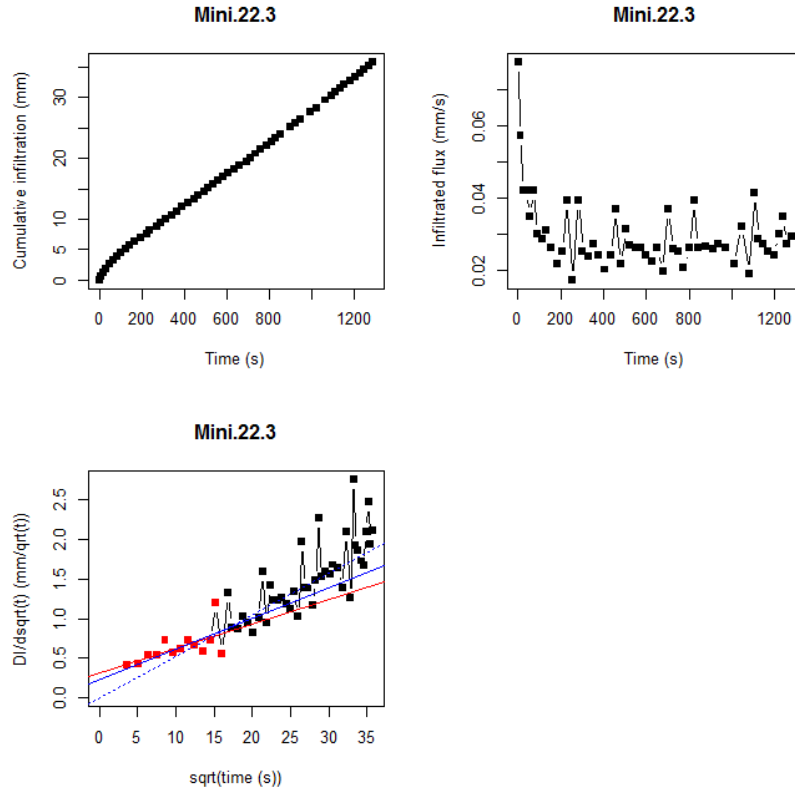 Mini.22.3
Cumulative infiltration (mm)
0 5 10 20 30
0 200 400 600 800 1200
Time (s)
Mini.22.3
Infiltrated flux (mm/s)
0.02 0.04 0.06
0 200 400 600 800 1200
Time (s)
Mini.22.3
DI/dsqrt(t) (mm/qrt(t))
0.0 0.5 1.0 1.5 2.0 2.5
0 5 10 15 20 25 30 35
sqrt(time (s))